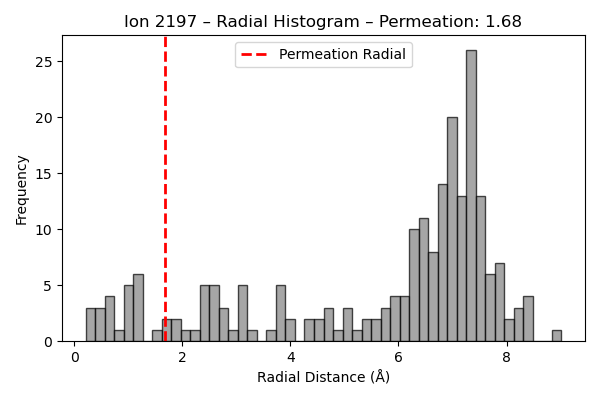 Ion 2197 – Radial Histogram – Permeation: 1.68
Permeation Radial
Frequency
25
20
15
10
5
0
0 2 4 6 8
Radial Distance (Å)